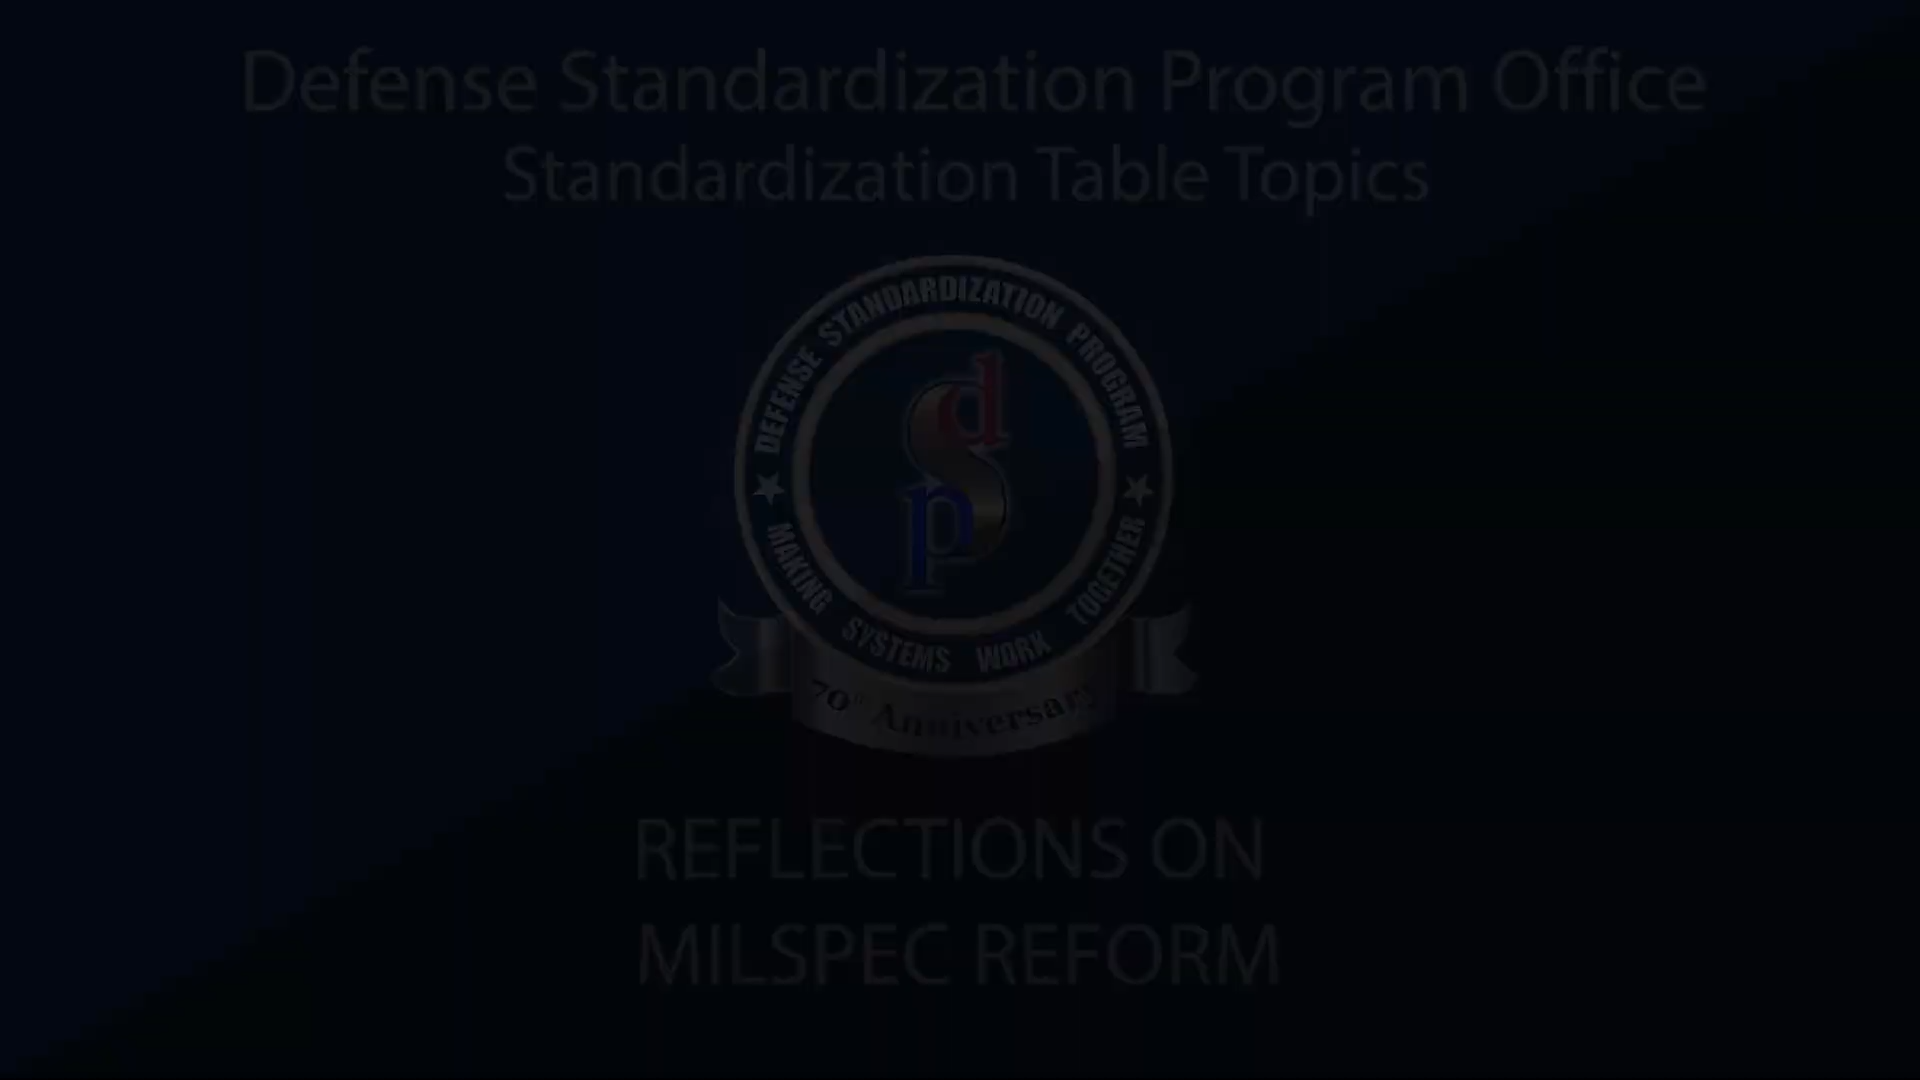 Defense Standardization Program Office
Standardization Table Topics
DEFENSE STANDARDIZATION PROGRAM
dsp
MAKING SYSTEMS WORK TOGETHER
70th Anniversary
REFLECTIONS ON
MILSPEC REFORM